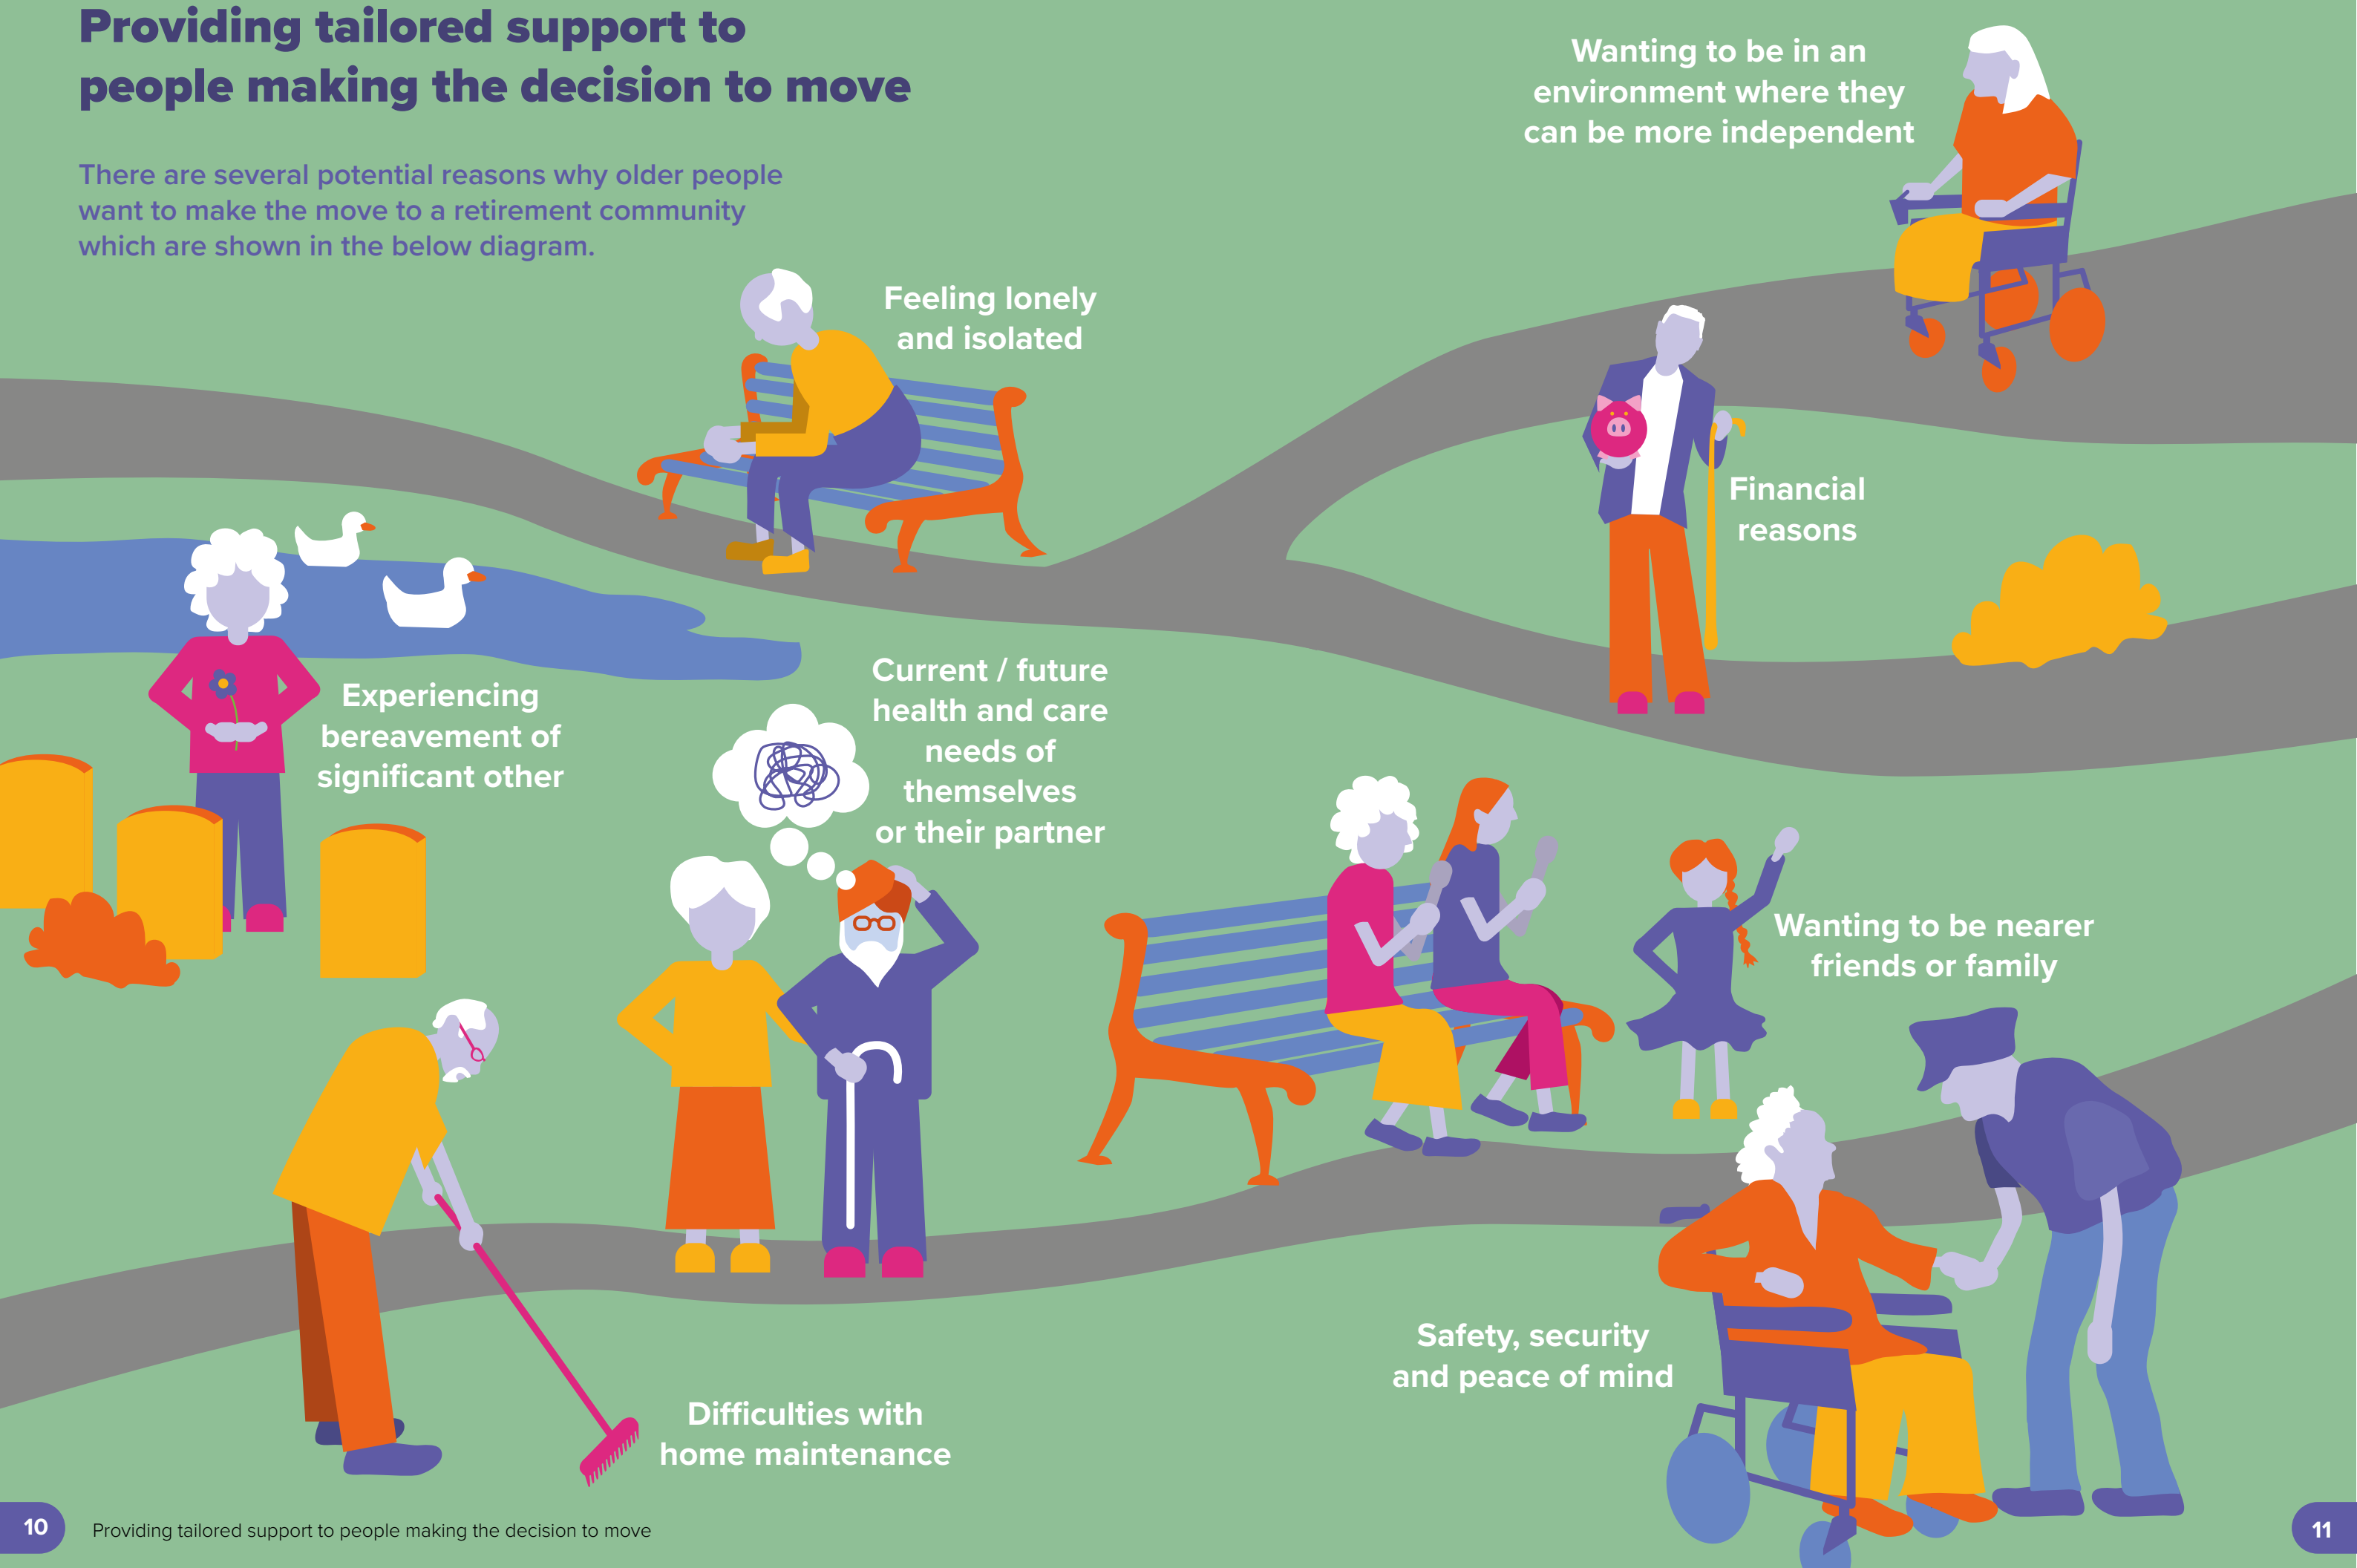 Providing tailored support to
people making the decision to move
There are several potential reasons why older people
want to make the move to a retirement community
which are shown in the below diagram.
Wanting to be in an
environment where they
can be more independent
Feeling lonely
and isolated
Financial
reasons
Experiencing
bereavement of
significant other
Current / future
health and care
needs of
themselves
or their partner
Wanting to be nearer
friends or family
Safety, security
and peace of mind
Difficulties with
home maintenance
10
Providing tailored support to people making the decision to move
11